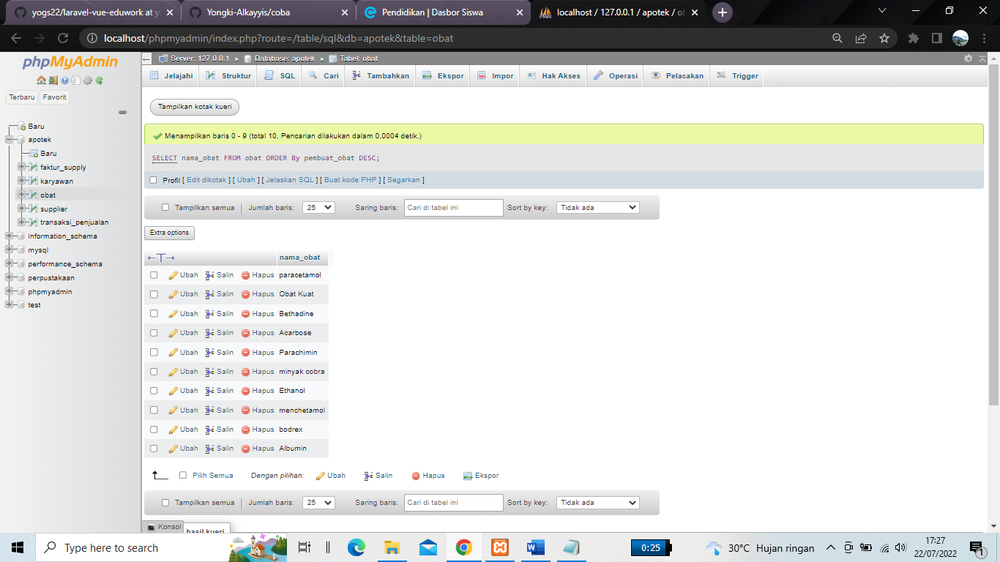 yogs22/laravel-vue-eduwork at y
Yongki-Alkayyis/coba
Pendidikan | Dasbor Siswa
localhost / 127.0.0.1 / apotek / o
localhost/phpmyadmin/index.php?route=/table/sql&db=apotek&table=obat
phpMyAdmin
Terbaru Favorit
Baru
apotek
Baru
faktur_supply
karyawan
obat
supplier
transaksi_penjualan
information_schema
mysql
performance_schema
perpustakaan
phpmyadmin
test
Server: 127.0.0.1 » Database: apotek » Tabel: obat
Jelajahi Struktur SQL Cari Tambahkan Ekspor Impor Hak Akses Operasi Pelacakan Trigger
Tampilkan kotak kueri
Menampilkan baris 0 - 9 (total 10, Pencarian dilakukan dalam 0,0004 detik.)
SELECT nama_obat FROM obat ORDER By pembuat_obat DESC;
Profil [ Edit dikotak ] [ Ubah ] [ Jelaskan SQL ] [ Buat kode PHP ] [ Segarkan ]
Tampilkan semua | Jumlah baris: 25 Saring baris: Cari di tabel ini Sort by key: Tidak ada
Extra options
←T→ nama_obat
Ubah Salin Hapus paracetamol
Ubah Salin Hapus Obat Kuat
Ubah Salin Hapus Bethadine
Ubah Salin Hapus Acarbose
Ubah Salin Hapus Parachimin
Ubah Salin Hapus minyak cobra
Ubah Salin Hapus Ethanol
Ubah Salin Hapus menchetamol
Ubah Salin Hapus bodrex
Ubah Salin Hapus Albumin
Pilih Semua Dengan pilihan: Ubah Salin Hapus Ekspor
Tampilkan semua | Jumlah baris: 25 Saring baris: Cari di tabel ini Sort by key: Tidak ada
Konsol
hasil kueri
Type here to search
0:25
30°C Hujan ringan
17:27
22/07/2022
1